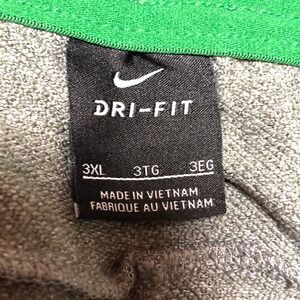 DRI-FIT
3XL 3TG 3EG
MADE IN VIETNAM
FABRIQUE AU VIETNAM